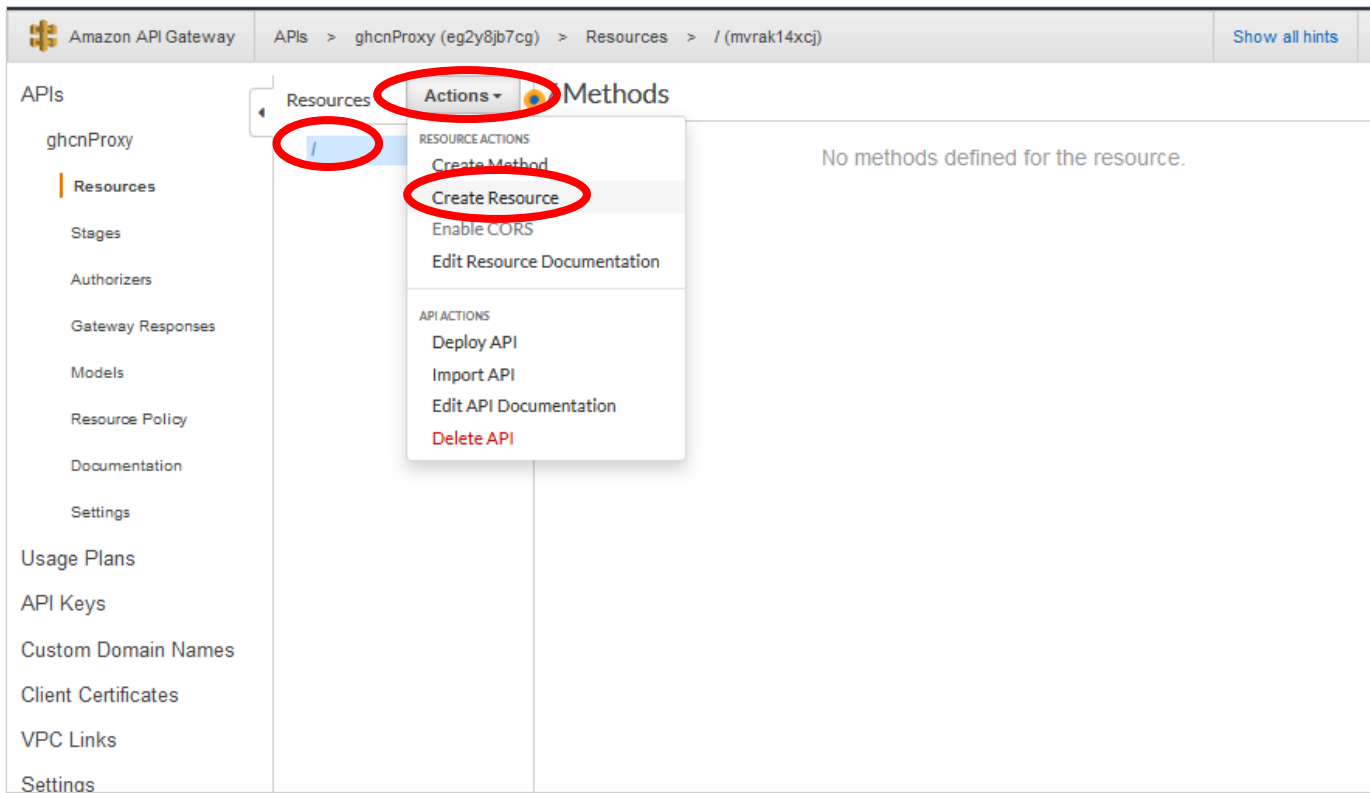 Amazon API Gateway APIs > ghcnProxy (eg2y8jb7cg) > Resources > / (mvrak14xcj) Show all hints
APIs
ghcnProxy
Resources
Stages
Authorizers
Gateway Responses
Models
Resource Policy
Documentation
Settings
Usage Plans
API Keys
Custom Domain Names
Client Certificates
VPC Links
Settings
Resources
Actions
/
RESOURCE ACTIONS
Create Method
Create Resource
Enable CORS
Edit Resource Documentation
API ACTIONS
Deploy API
Import API
Edit API Documentation
Delete API
/ Methods
No methods defined for the resource.